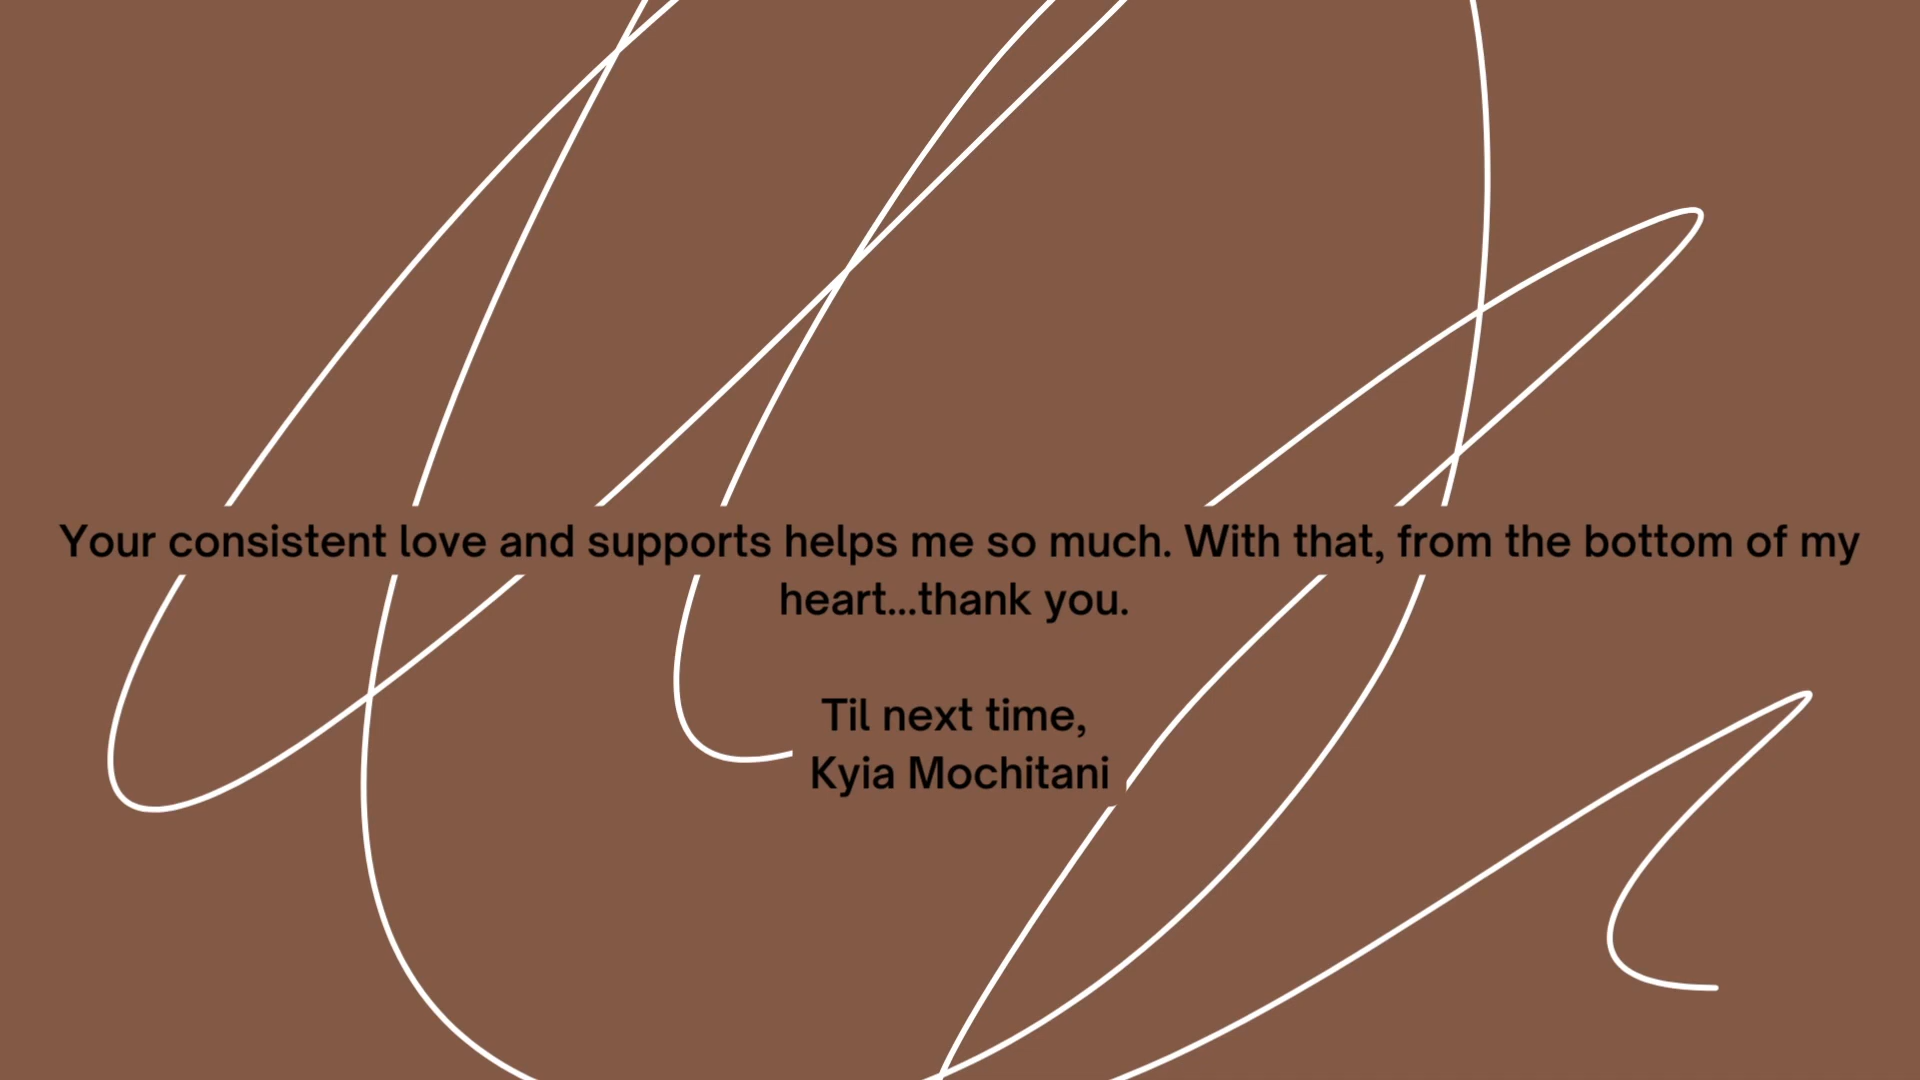 Your consistent love and supports helps me so much. With that, from the bottom of my
heart...thank you.
Til next time,
Kyia Mochitani